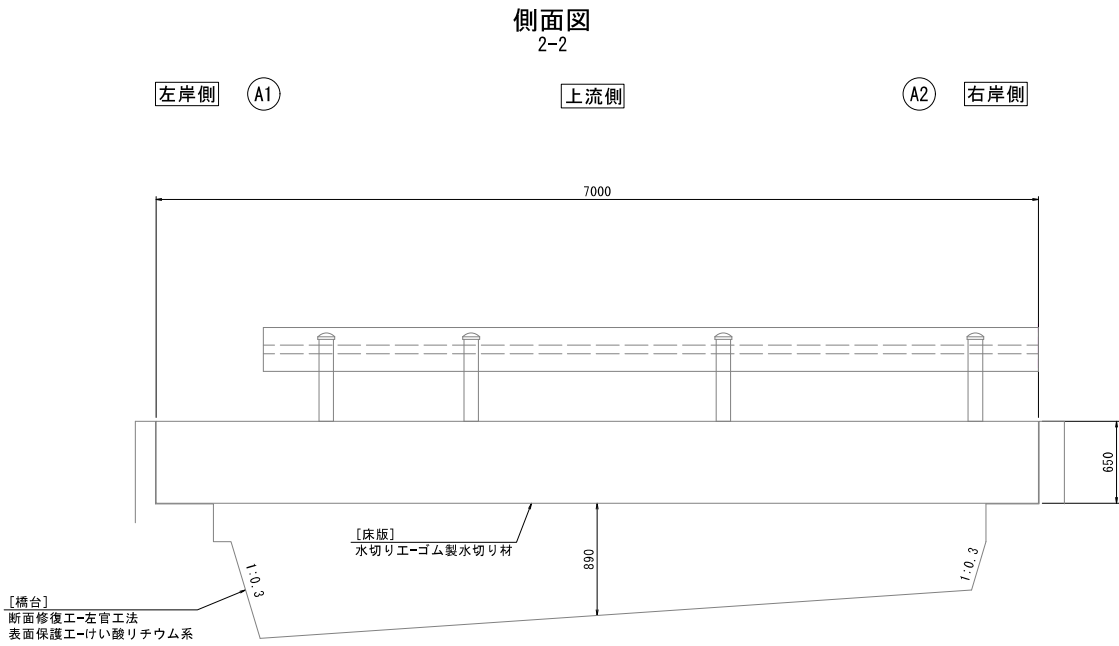 側面図
2-2
左岸側
A1
上流側
A2
右岸側
7000
650
[床版]
水切り工-ゴム製水切り材
890
1:0.3
1:0.3
[橋台]
断面修復工-左官工法
表面保護工-けい酸リチウム系